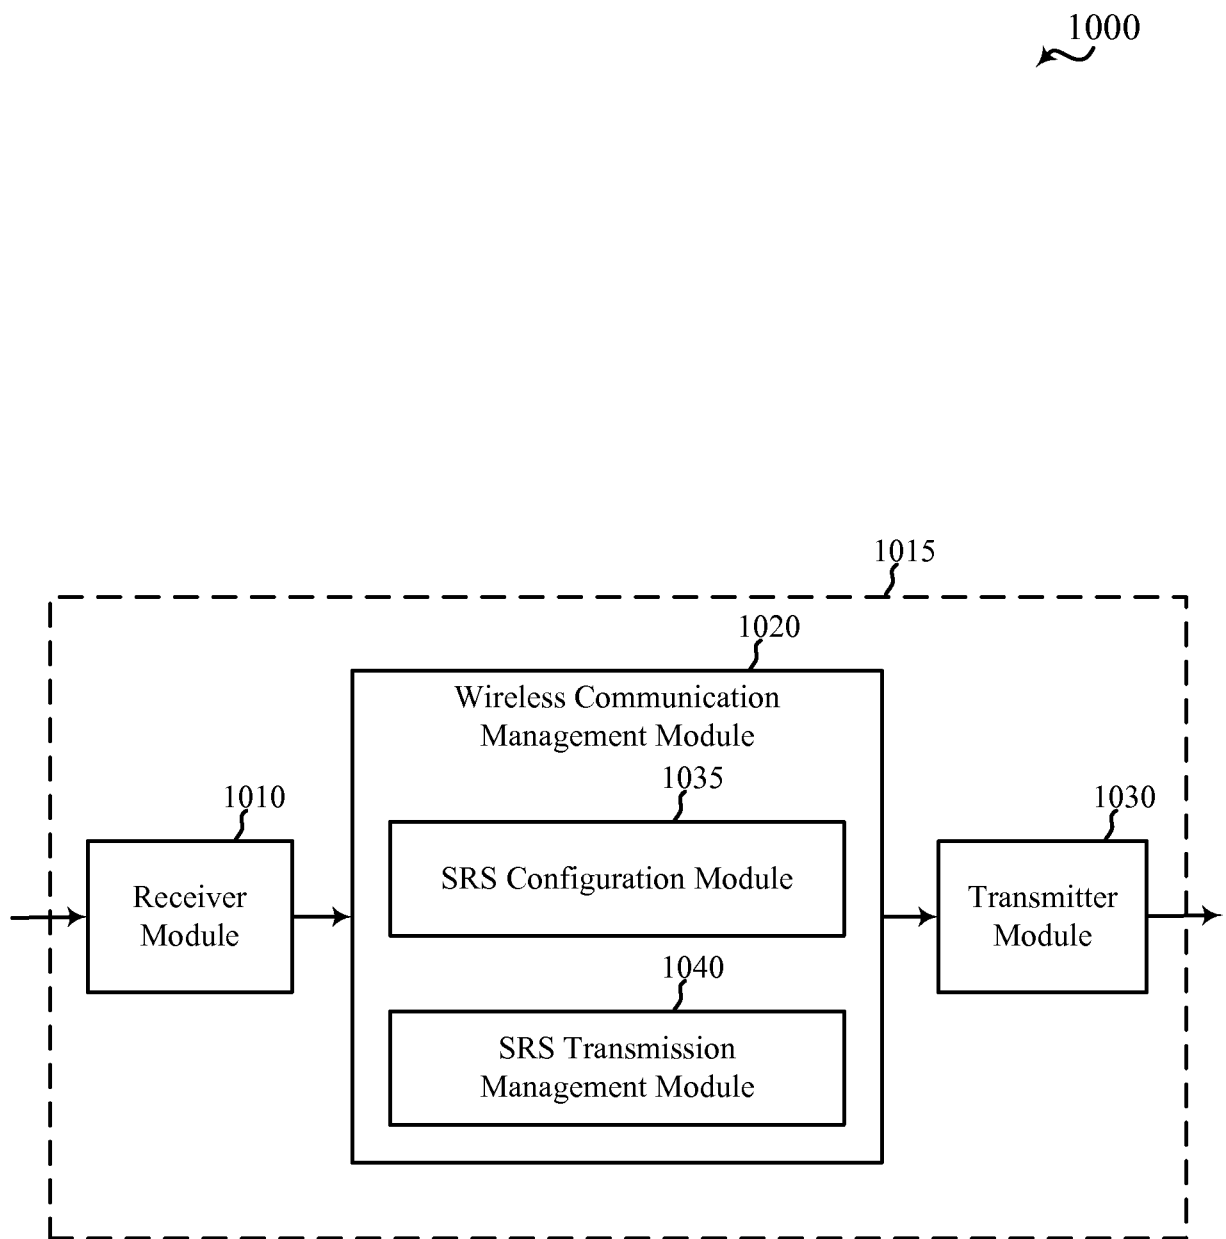 1000
1015
1020
Wireless Communication
Management Module
1035
SRS Configuration Module
1040
SRS Transmission
Management Module
1010
Receiver
Module
1030
Transmitter
Module